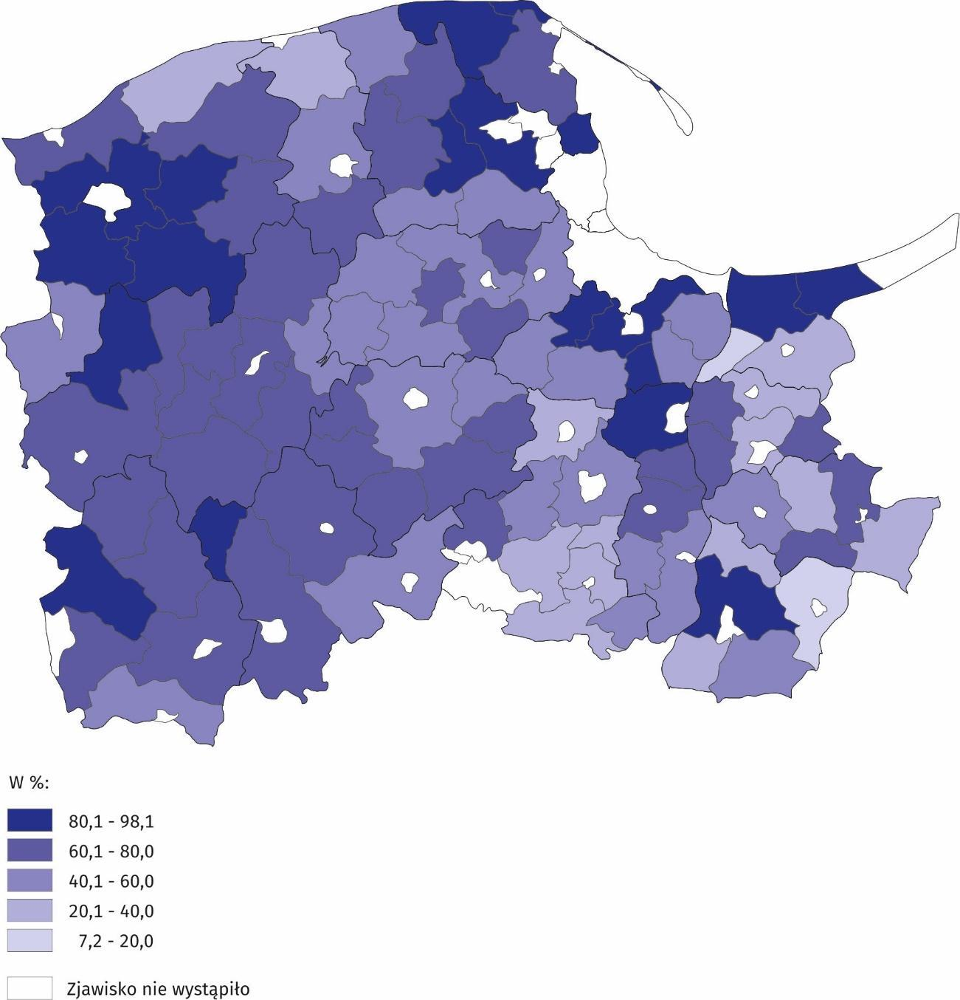 W %:
80,1 - 98,1
60,1 - 80,0
40,1 - 60,0
20,1 - 40,0
7,2 - 20,0
Zjawisko nie wystąpiło